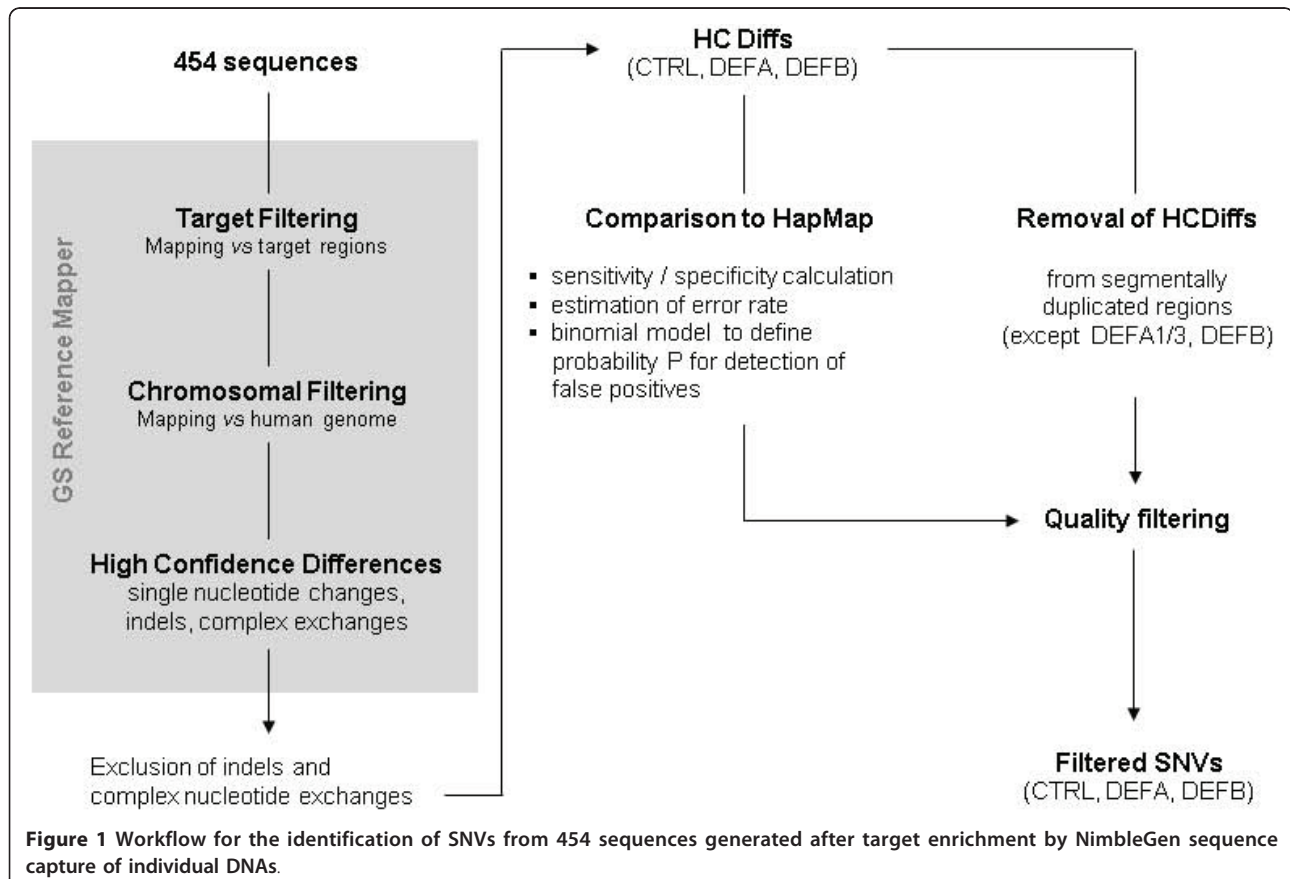 454 sequences
GS Reference Mapper
Target Filtering
Mapping vs target regions
Chromosomal Filtering
Mapping vs human genome
High Confidence Differences
single nucleotide changes,
indels, complex exchanges
Exclusion of indels and
complex nucleotide exchanges
HC Diffs
(CTRL, DEFA, DEFB)
Comparison to HapMap
▪ sensitivity / specificity calculation
▪ estimation of error rate
▪ binomial model to define
probability P for detection of
false positives
Removal of HCDiffs
from segmentally
duplicated regions
(except DEFA1/3, DEFB)
Quality filtering
Filtered SNVs
(CTRL, DEFA, DEFB)
Figure 1 Workflow for the identification of SNVs from 454 sequences generated after target enrichment by NimbleGen sequence
capture of individual DNAs.